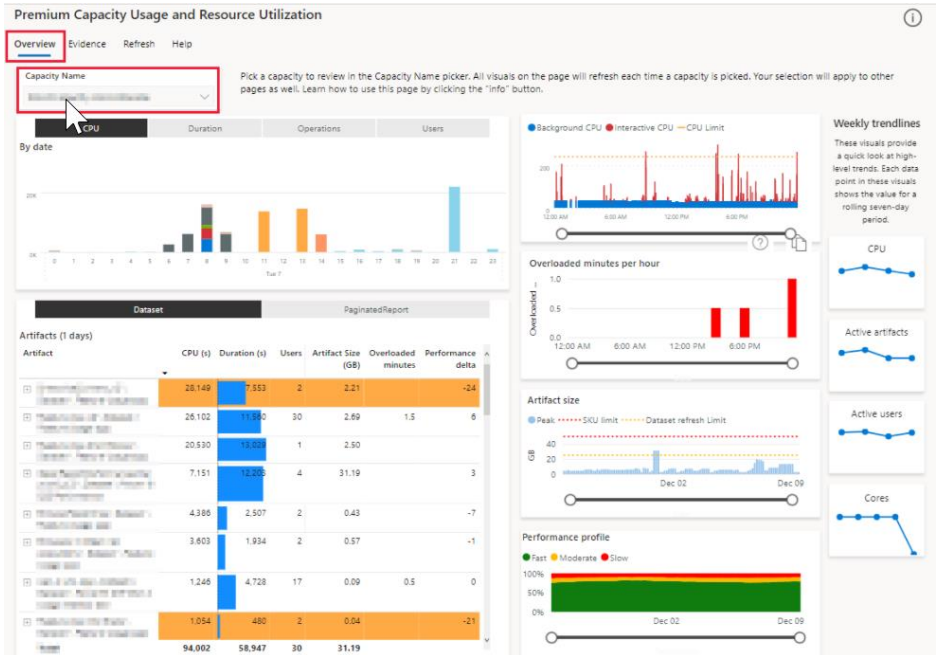 Premium Capacity Usage and Resource Utilization
Overview Evidence Refresh Help
Capacity Name
Pick a capacity to review in the Capacity Name picker. All visuals on the page will refresh each time a capacity is picked. Your selection will apply to other
pages as well. Learn how to use this page by clicking the "info" button.
CPU Duration Operations Users
By date
20K
0K
0 1 2 3 4 5 6 7 8 9 10 11 12 13 14 15 16 17 18 19 20 21 22 23
Tue 7
Background CPU Interactive CPU CPU Limit
200
0
12:00 AM 6:00 AM 12:00 PM 6:00 PM
?
Overloaded minutes per hour
Overloaded ...
1.0
0.5
0.0
12:00 AM 6:00 AM 12:00 PM 6:00 PM
Artifact size
Peak SKU limit Dataset refresh Limit
GB
40
20
0
Dec 02 Dec 09
Performance profile
Fast Moderate Slow
100%
50%
0%
Dec 02 Dec 09
Weekly trendlines
These visuals provide
a quick look at high-
level trends. Each data
point in these visuals
shows the value for a
rolling seven-day
period.
CPU
Active artifacts
Active users
Cores
Dataset PaginatedReport
Artifacts (1 days)
Artifact CPU (s) Duration (s) Users Artifact Size (GB) Overloaded minutes Performance delta
28,149 7,553 2 2.21 -24
26,102 11,560 30 2.69 1.5 6
20,530 13,023 1 2.50
7,151 12,203 4 31.19 3
4,386 2,507 2 0.43 -7
3,603 1,934 2 0.57 -1
1,246 4,728 17 0.09 0.5 0
1,054 480 2 0.04 -21
94,002 58,947 30 31.19